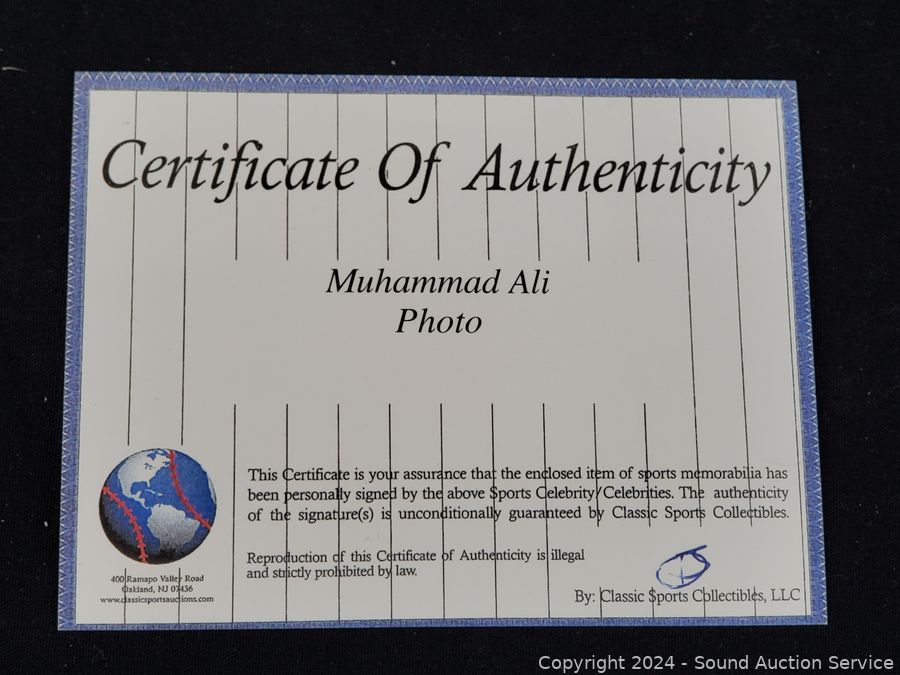 Certificate Of Authenticity
Muhammad Ali
Photo
This Certificate is your assurance that the enclosed item of sports memorabilia has
been personally signed by the above Sports Celebrity/Celebrities. The authenticity
of the signature(s) is unconditionally guaranteed by Classic Sports Collectibles.
Reproduction of this Certificate of Authenticity is illegal
and strictly prohibited by law.
400 Ramapo Valley Road
Oakland, NJ 07436
www.classicsportsauctions.com
By: Classic Sports Collectibles, LLC
Copyright 2024 - Sound Auction Service